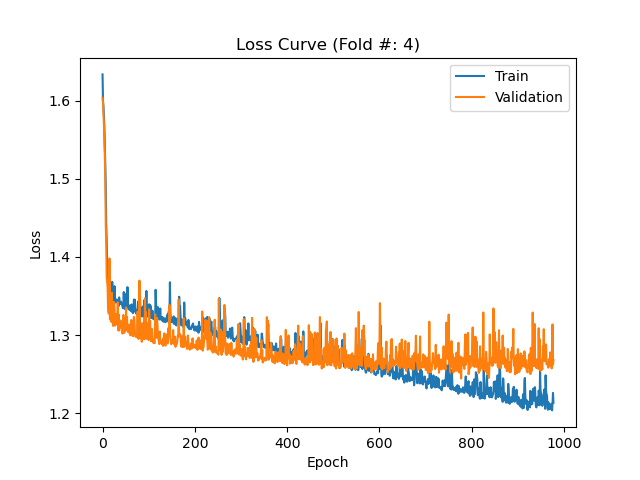 Loss Curve (Fold #: 4)
Train
Validation
Loss
1.6
1.5
1.4
1.3
1.2
0 200 400 600 800 1000
Epoch